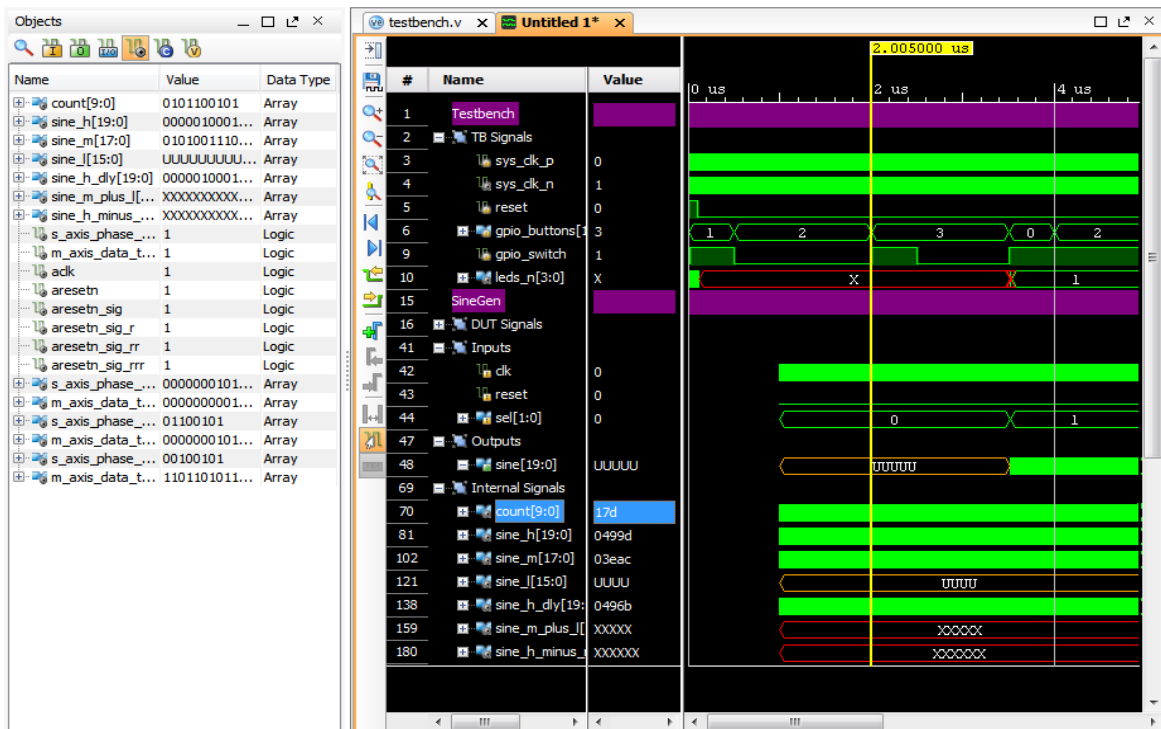 Objects
Name Value Data Type
count[9:0] 0101100101 Array
sine_h[19:0] 0000010001... Array
sine_m[17:0] 0101001110... Array
sine_l[15:0] UUUUUUUUU... Array
sine_h_dly[19:0] 0000010001... Array
sine_m_plus_l[... XXXXXXXXXX... Array
sine_h_minus_... XXXXXXXXXX... Array
s_axis_phase_... 1 Logic
m_axis_data_t... 1 Logic
aclk 1 Logic
aresetn 1 Logic
aresetn_sig 1 Logic
aresetn_sig_r 1 Logic
aresetn_sig_rr 1 Logic
aresetn_sig_rrr 1 Logic
s_axis_phase_... 0000000101... Array
m_axis_data_t... 0000000001... Array
s_axis_phase_... 01100101 Array
m_axis_data_t... 0000000101... Array
s_axis_phase_... 00100101 Array
m_axis_data_t... 1101101011... Array
testbench.v Untitled 1*
2.005000 us
# Name Value
0 us 2 us 4 us
1 Testbench
2 TB Signals
3 sys_clk_p 0
4 sys_clk_n 1
5 reset 0
6 gpio_buttons[1 3 1 2 3 0 2
9 gpio_switch 1
10 leds_n[3:0] X X 1
15 SineGen
16 DUT Signals
41 Inputs
42 clk 0
43 reset 0
44 sel[1:0] 0 0 1
47 Outputs
48 sine[19:0] UUUUU UUUUU
69 Internal Signals
70 count[9:0] 17d
81 sine_h[19:0] 0499d
102 sine_m[17:0] 03eac
121 sine_l[15:0] UUUU UUUU
138 sine_h_dly[19: 0496b
159 sine_m_plus_l[ XXXXX XXXXX
180 sine_h_minus_ XXXXXX XXXXXX